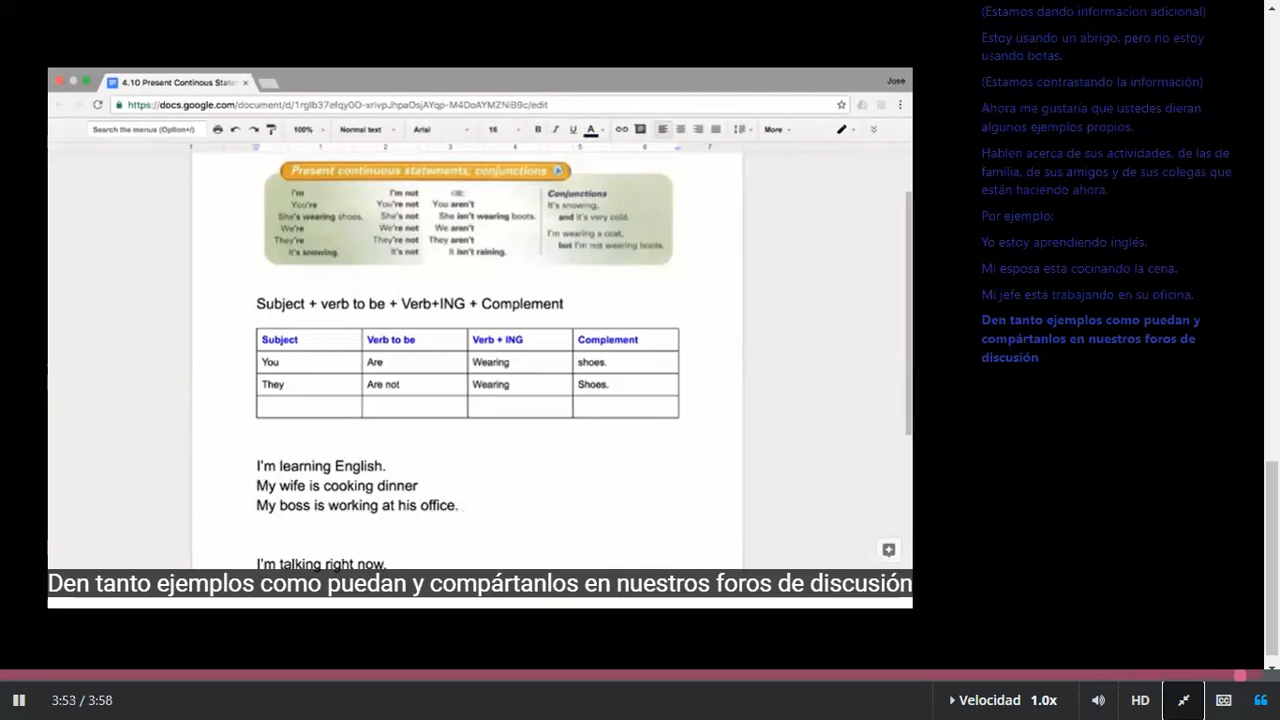 4.10 Present Continous State
Jose
https://docs.google.com/document/d/1rglb37efqy0O-xrivpJhpaOsjAYqp-M4DoAYMZNiB9c/edit
Search the menus (Option+/)
100%
Normal text
Arial
16
B
I
U
A
More
1 1 2 3 4 5 6 7
Present continuous statements; conjunctions
I'm I'm not OR: Conjunctions
You're You're not You aren't It's snowing,
She's wearing shoes. She's not She isn't wearing boots. and it's very cold.
We're We're not We aren't I'm wearing a coat,
They're They're not They aren't but I'm not wearing boots.
It's snowing. It's not It isn't raining.
Subject + verb to be + Verb+ING + Complement
Subject Verb to be Verb + ING Complement
You Are Wearing shoes.
They Are not Wearing Shoes.
I'm learning English.
My wife is cooking dinner
My boss is working at his office.
I'm talking right now.
Den tanto ejemplos como puedan y compártanlos en nuestros foros de discusión
(Estamos dando informacion adicional)
Estoy usando un abrigo, pero no estoy
usando botas.
(Estamos contrastando la información)
Ahora me gustaría que ustedes dieran
algunos ejemplos propios.
Hablen acerca de sus actividades, de las de
familia, de sus amigos y de sus colegas que
están haciendo ahora.
Por ejemplo:
Yo estoy aprendiendo inglés.
Mi esposa está cocinando la cena.
Mi jefe está trabajando en su oficina.
Den tanto ejemplos como puedan y
compártanlos en nuestros foros de
discusión
3:53 / 3:58
Velocidad 1.0x
HD
CC